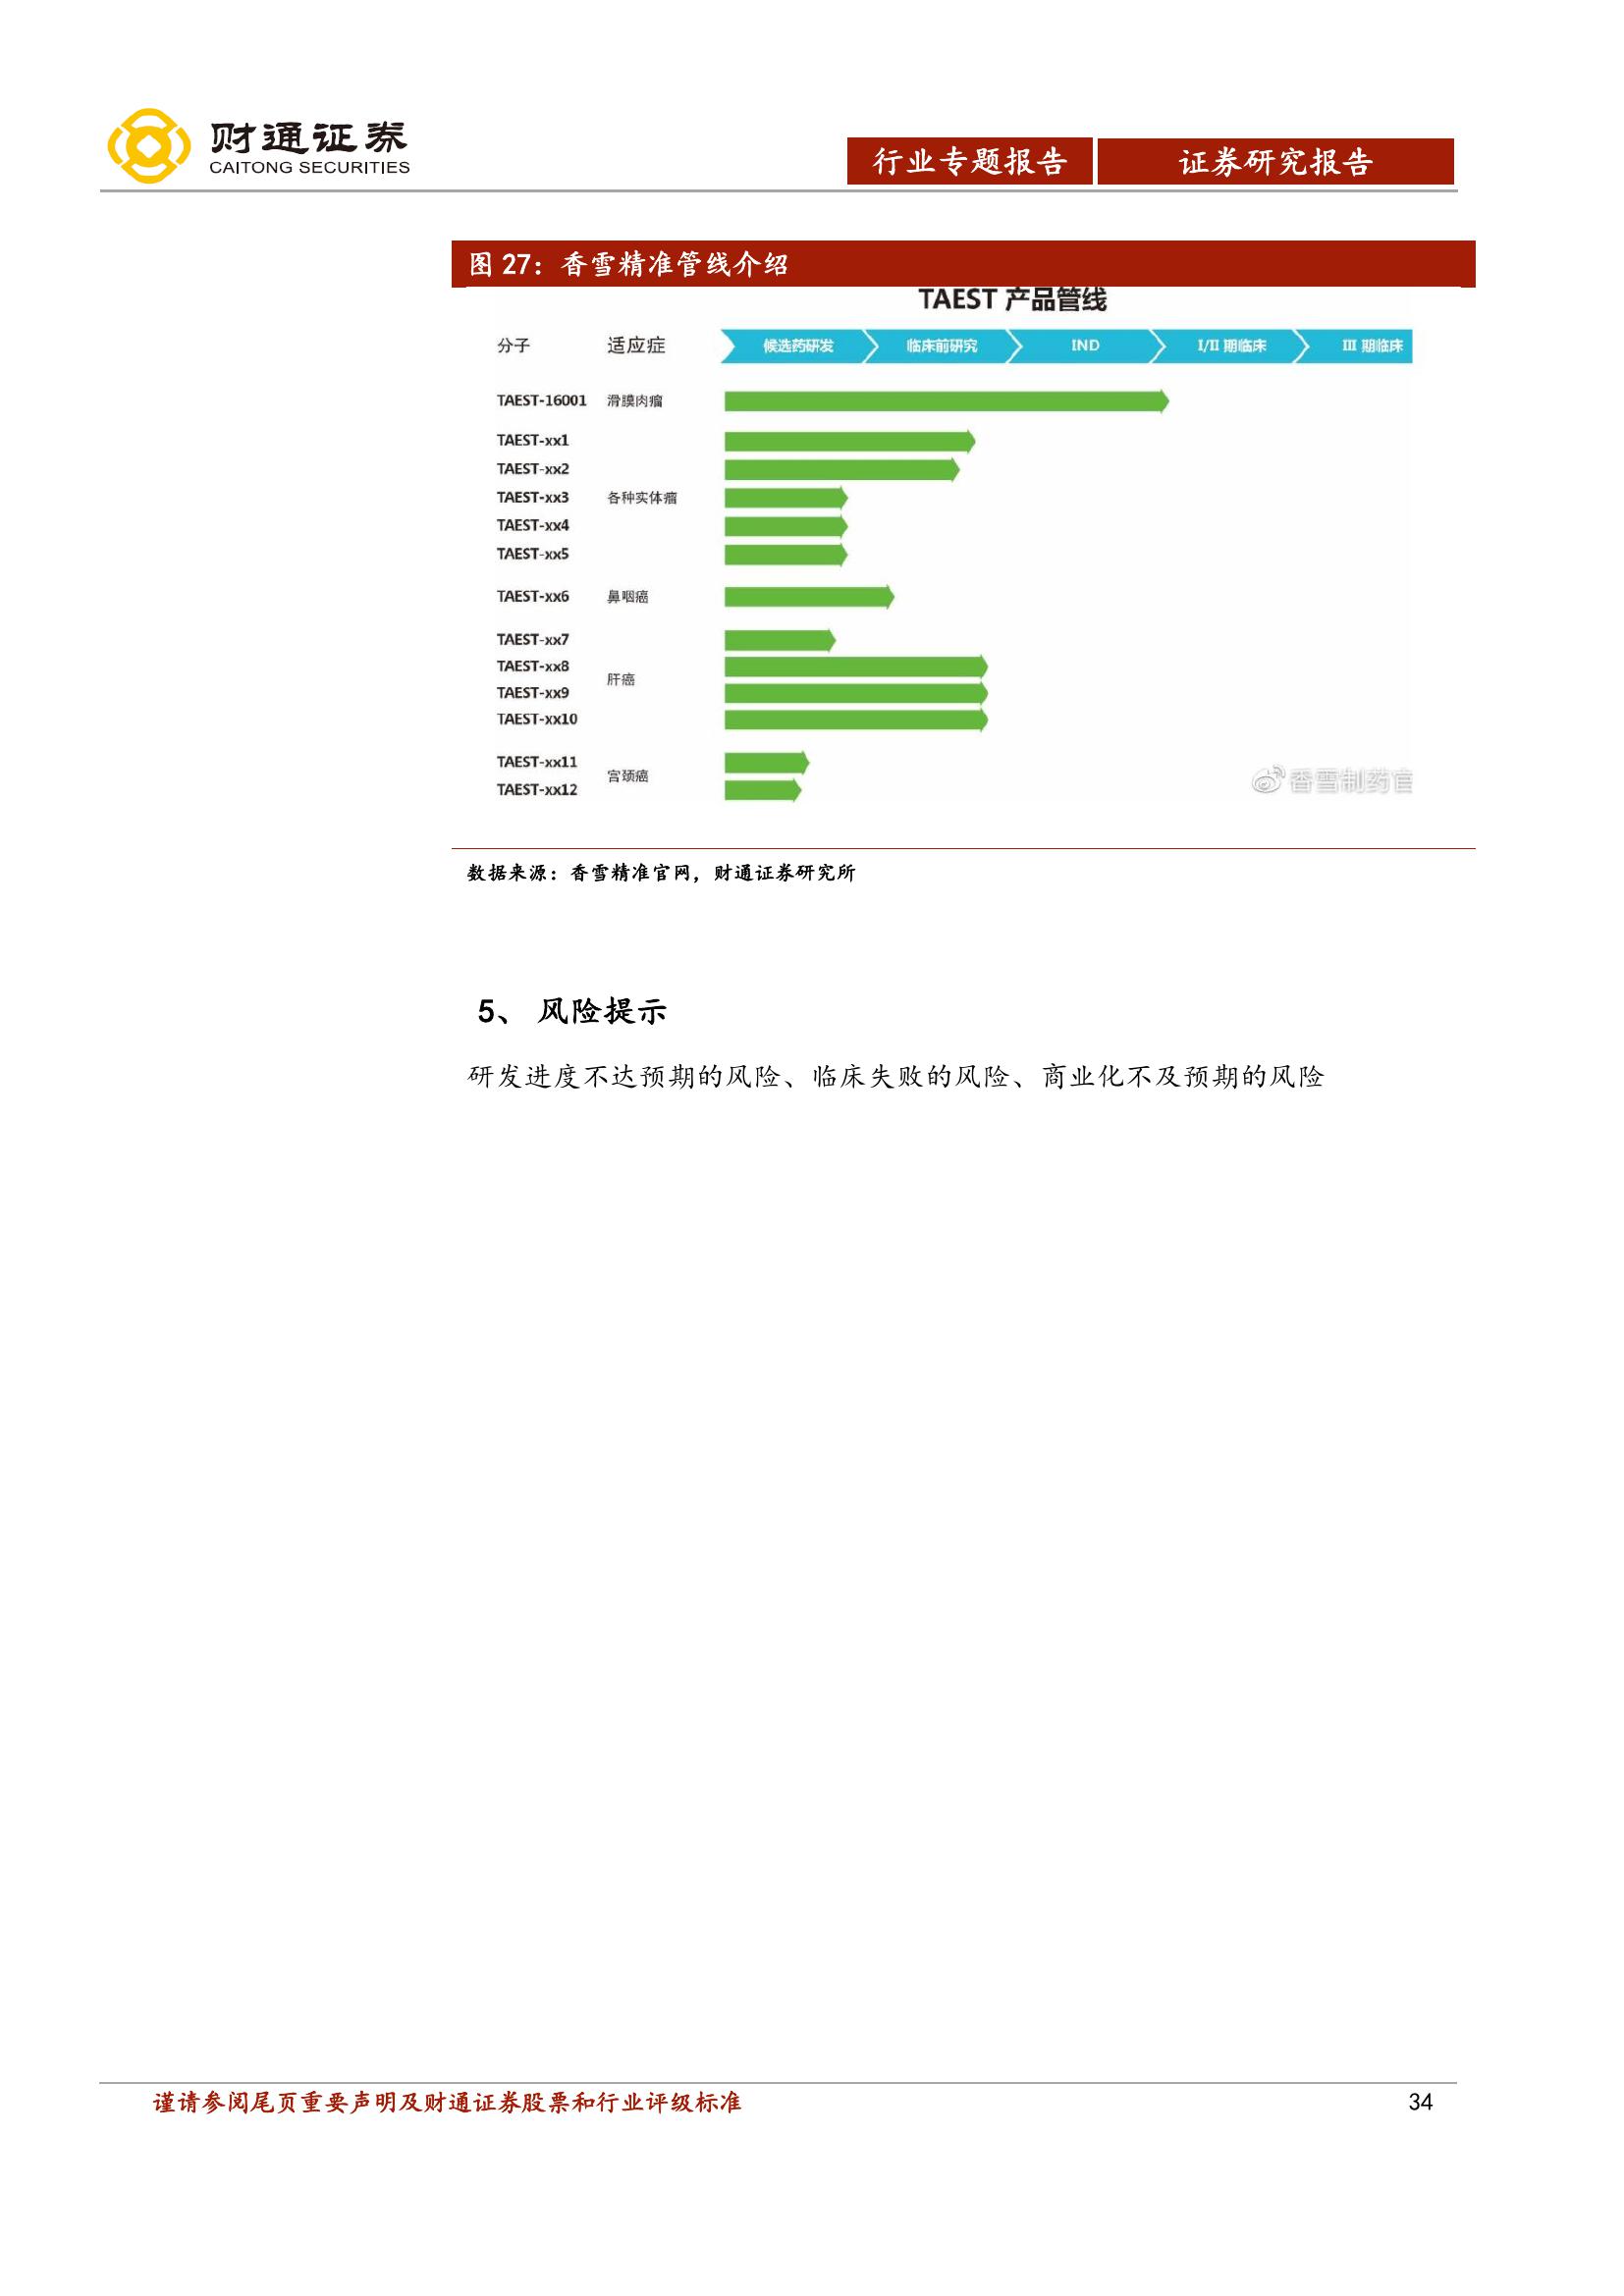 财通证券
CAITONG SECURITIES
行业专题报告 证券研究报告
图 27：香雪精准管线介绍
TAEST 产品管线
分子 适应症 候选药研发 临床前研究 IND I/II 期临床 III 期临床
TAEST-16001 滑膜肉瘤
TAEST-xx1
TAEST-xx2
TAEST-xx3 各种实体瘤
TAEST-xx4
TAEST-xx5
TAEST-xx6 鼻咽癌
TAEST-xx7
TAEST-xx8
肝癌
TAEST-xx9
TAEST-xx10
TAEST-xx11
宫颈癌
TAEST-xx12
香雪制药官
数据来源：香雪精准官网，财通证券研究所
5、 风险提示
研发进度不达预期的风险、临床失败的风险、商业化不及预期的风险
谨请参阅尾页重要声明及财通证券股票和行业评级标准 34